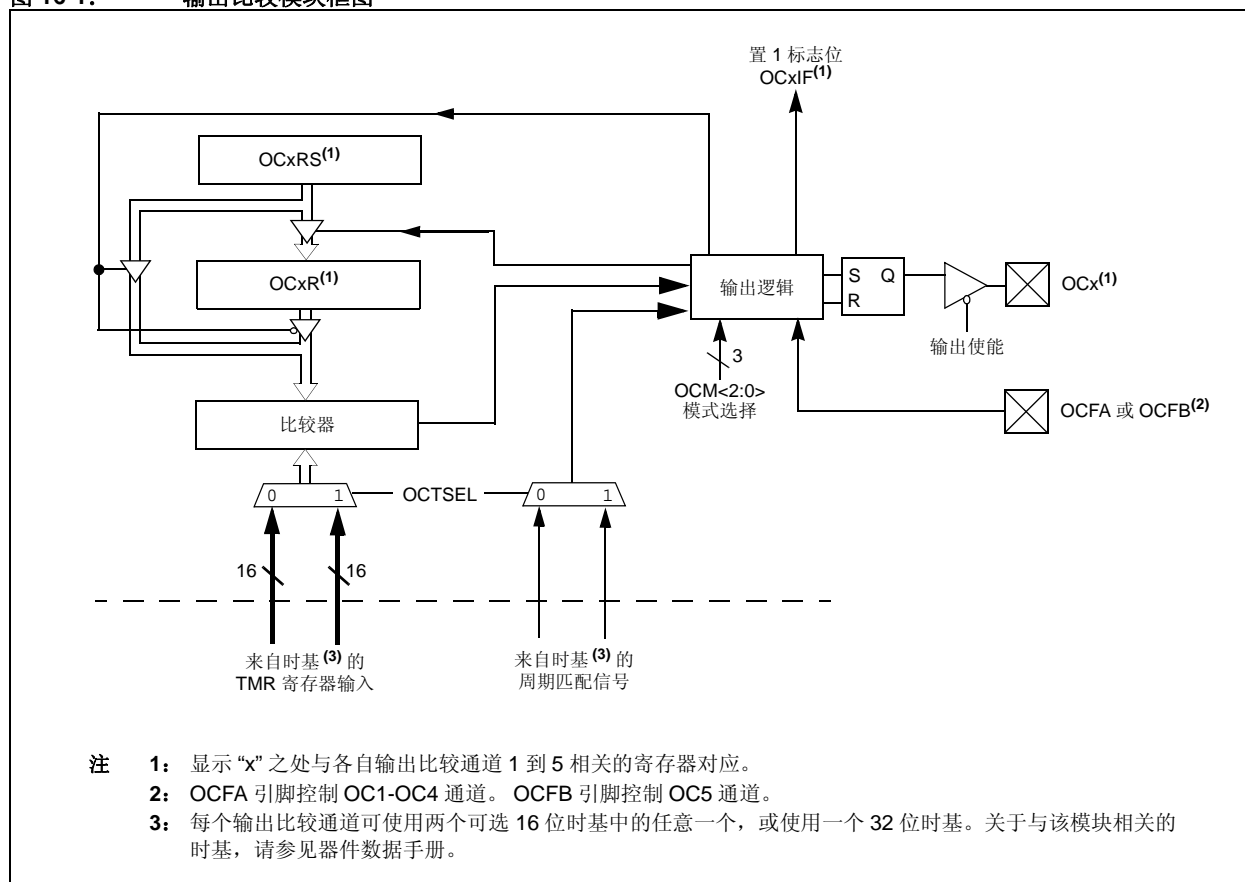 置 1 标志位
OCxIF(1)
OCxRS(1)
OCxR(1)
输出逻辑
S Q
R
OCx(1)
输出使能
3
OCM<2:0>
模式选择
OCFA 或 OCFB(2)
比较器
0 1
OCTSEL
0 1
16
16
来自时基 (3) 的
TMR 寄存器输入
来自时基 (3) 的
周期匹配信号
注 1: 显示 “x” 之处与各自输出比较通道 1 到 5 相关的寄存器对应。
2: OCFA 引脚控制 OC1-OC4 通道。 OCFB 引脚控制 OC5 通道。
3: 每个输出比较通道可使用两个可选 16 位时基中的任意一个，或使用一个 32 位时基。关于与该模块相关的
时基，请参见器件数据手册。